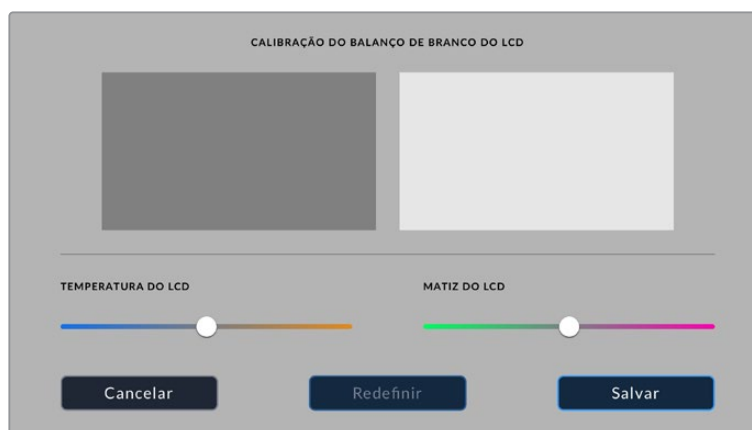 CALIBRAÇÃO DO BALANÇO DE BRANCO DO LCD
TEMPERATURA DO LCD
MATIZ DO LCD
Cancelar
Redefinir
Salvar